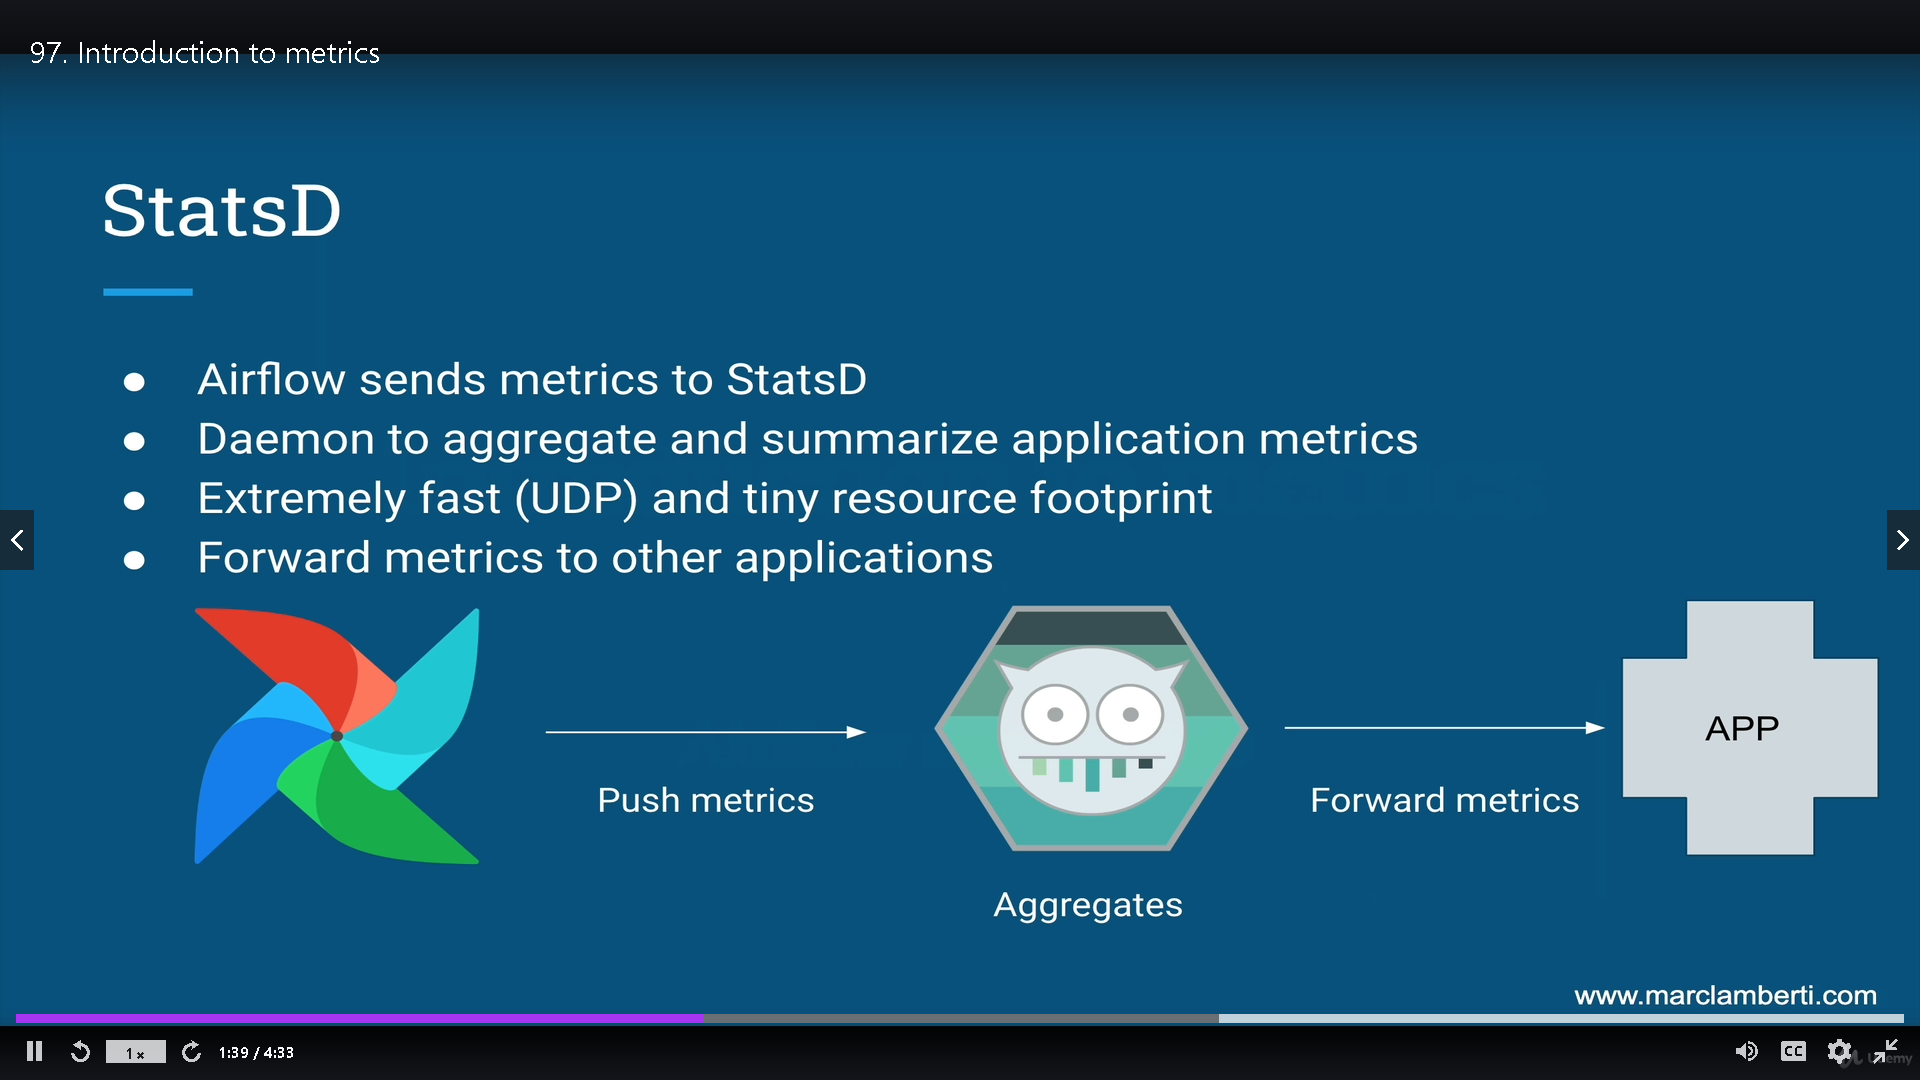 97. Introduction to metrics
StatsD
● Airflow sends metrics to StatsD
● Daemon to aggregate and summarize application metrics
● Extremely fast (UDP) and tiny resource footprint
● Forward metrics to other applications
Push metrics
Aggregates
Forward metrics
APP
www.marclamberti.com
1x
1:39 / 4:33
CC
Udemy